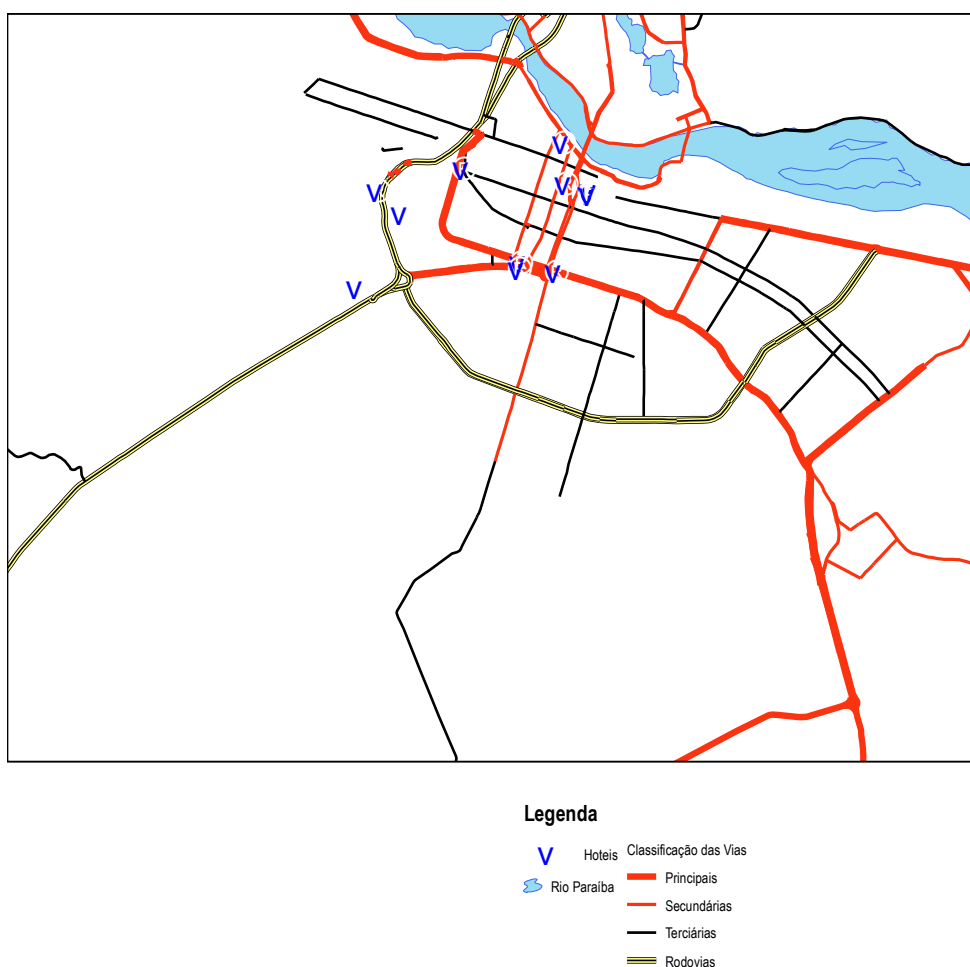 V
V
V
V
V
V
V
V
V
V
Legenda
V Hoteis
Rio Paraíba
Classificação das Vias
Principais
Secundárias
Terciárias
Rodovias